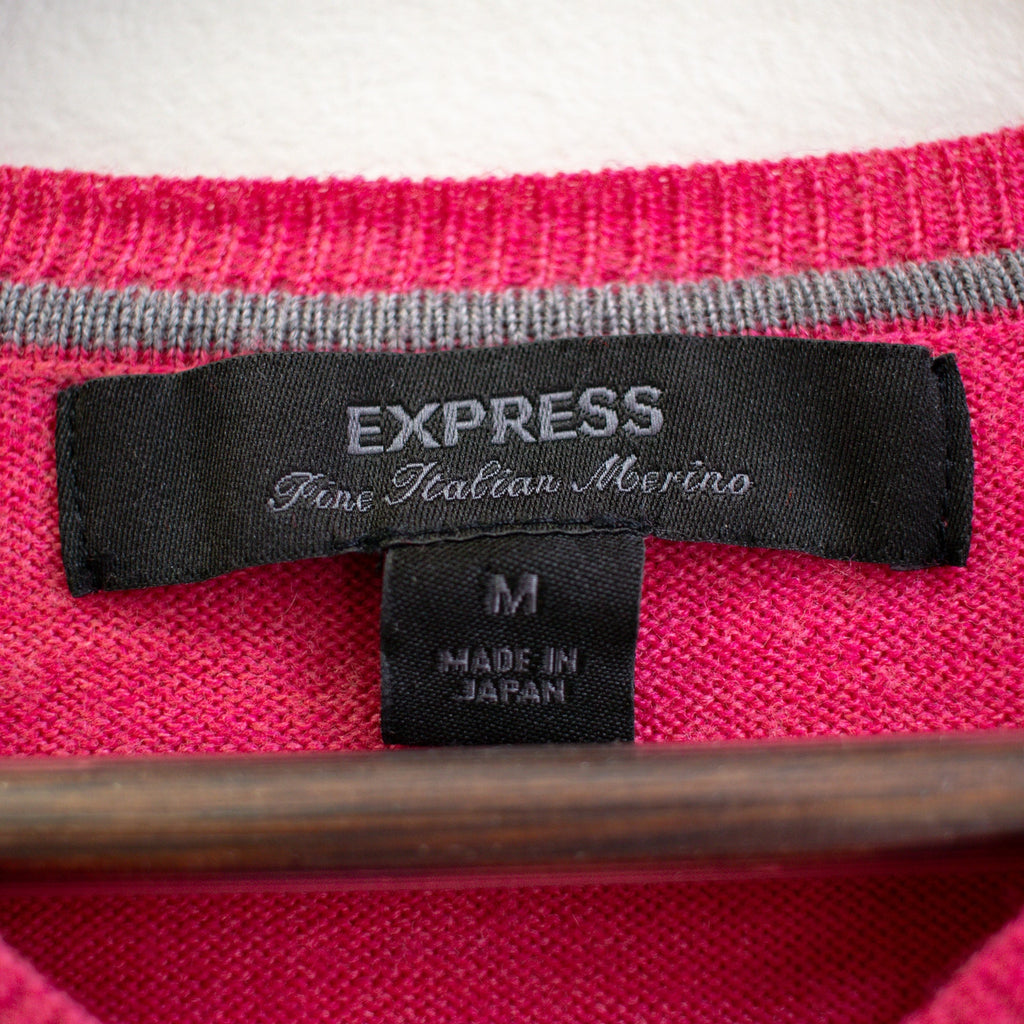 EXPRESS
Fine Italian Merino
M
MADE IN
JAPAN